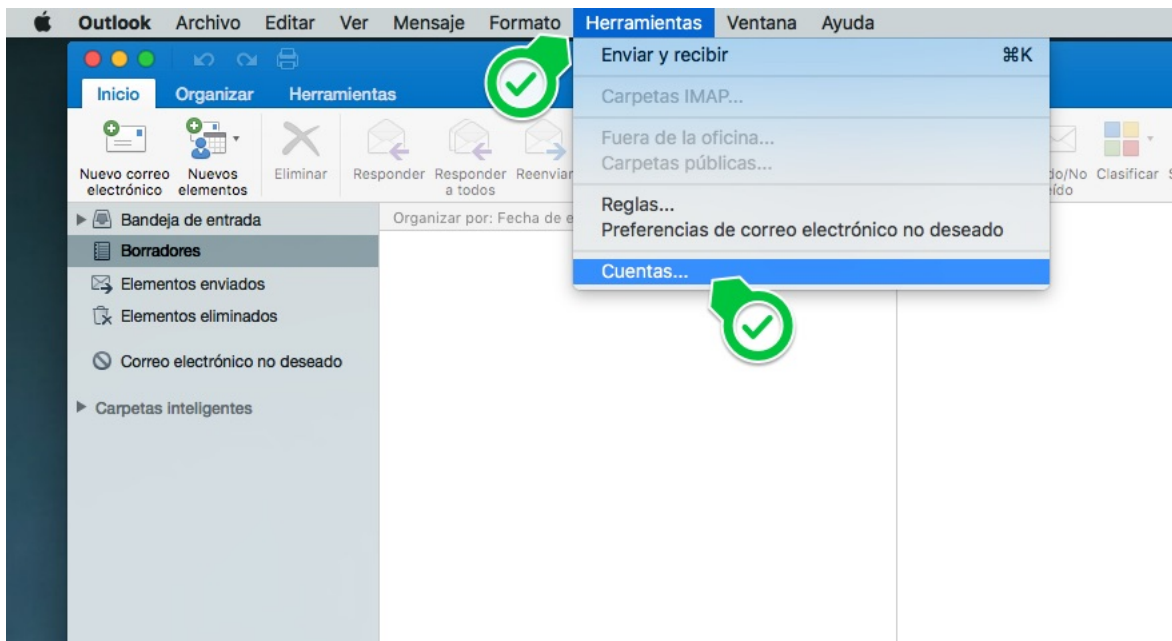 Outlook Archivo Editar Ver Mensaje Formato Herramientas Ventana Ayuda
Enviar y recibir ⌘K
Inicio Organizar Herramientas
Carpetas IMAP...
Fuera de la oficina...
Carpetas públicas...
Nuevo correo electrónico
Nuevos elementos
Eliminar
Responder
Responder a todos
Reenviar
Clasificar
Reglas...
Preferencias de correo electrónico no deseado
Cuentas...
Bandeja de entrada
Organizar por: Fecha de
Borradores
Elementos enviados
Elementos eliminados
Correo electrónico no deseado
Carpetas inteligentes